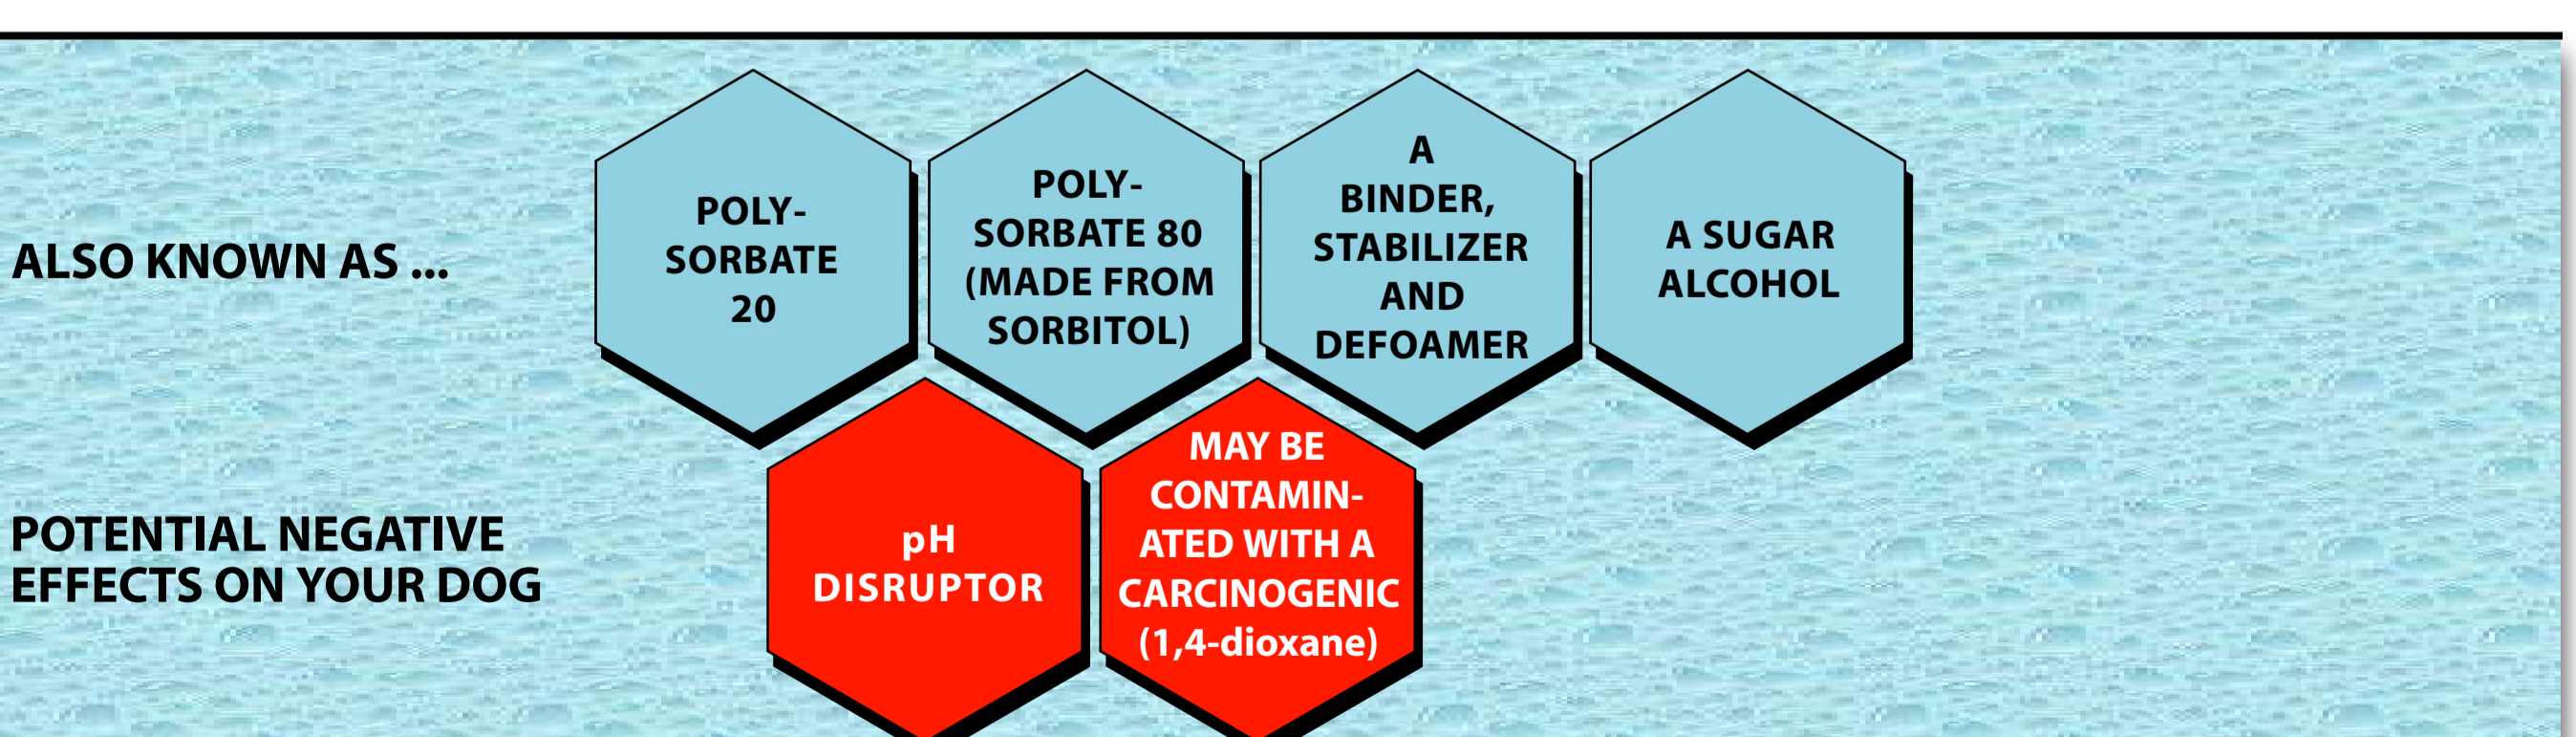 ALSO KNOWN AS ...
POLY-
SORBATE
20
POLY-
SORBATE 80
(MADE FROM
SORBITOL)
A
BINDER,
STABILIZER
AND
DEFOAMER
A SUGAR
ALCOHOL
POTENTIAL NEGATIVE
EFFECTS ON YOUR DOG
pH
DISRUPTOR
MAY BE
CONTAMIN-
ATED WITH A
CARCINOGENIC
(1,4-dioxane)